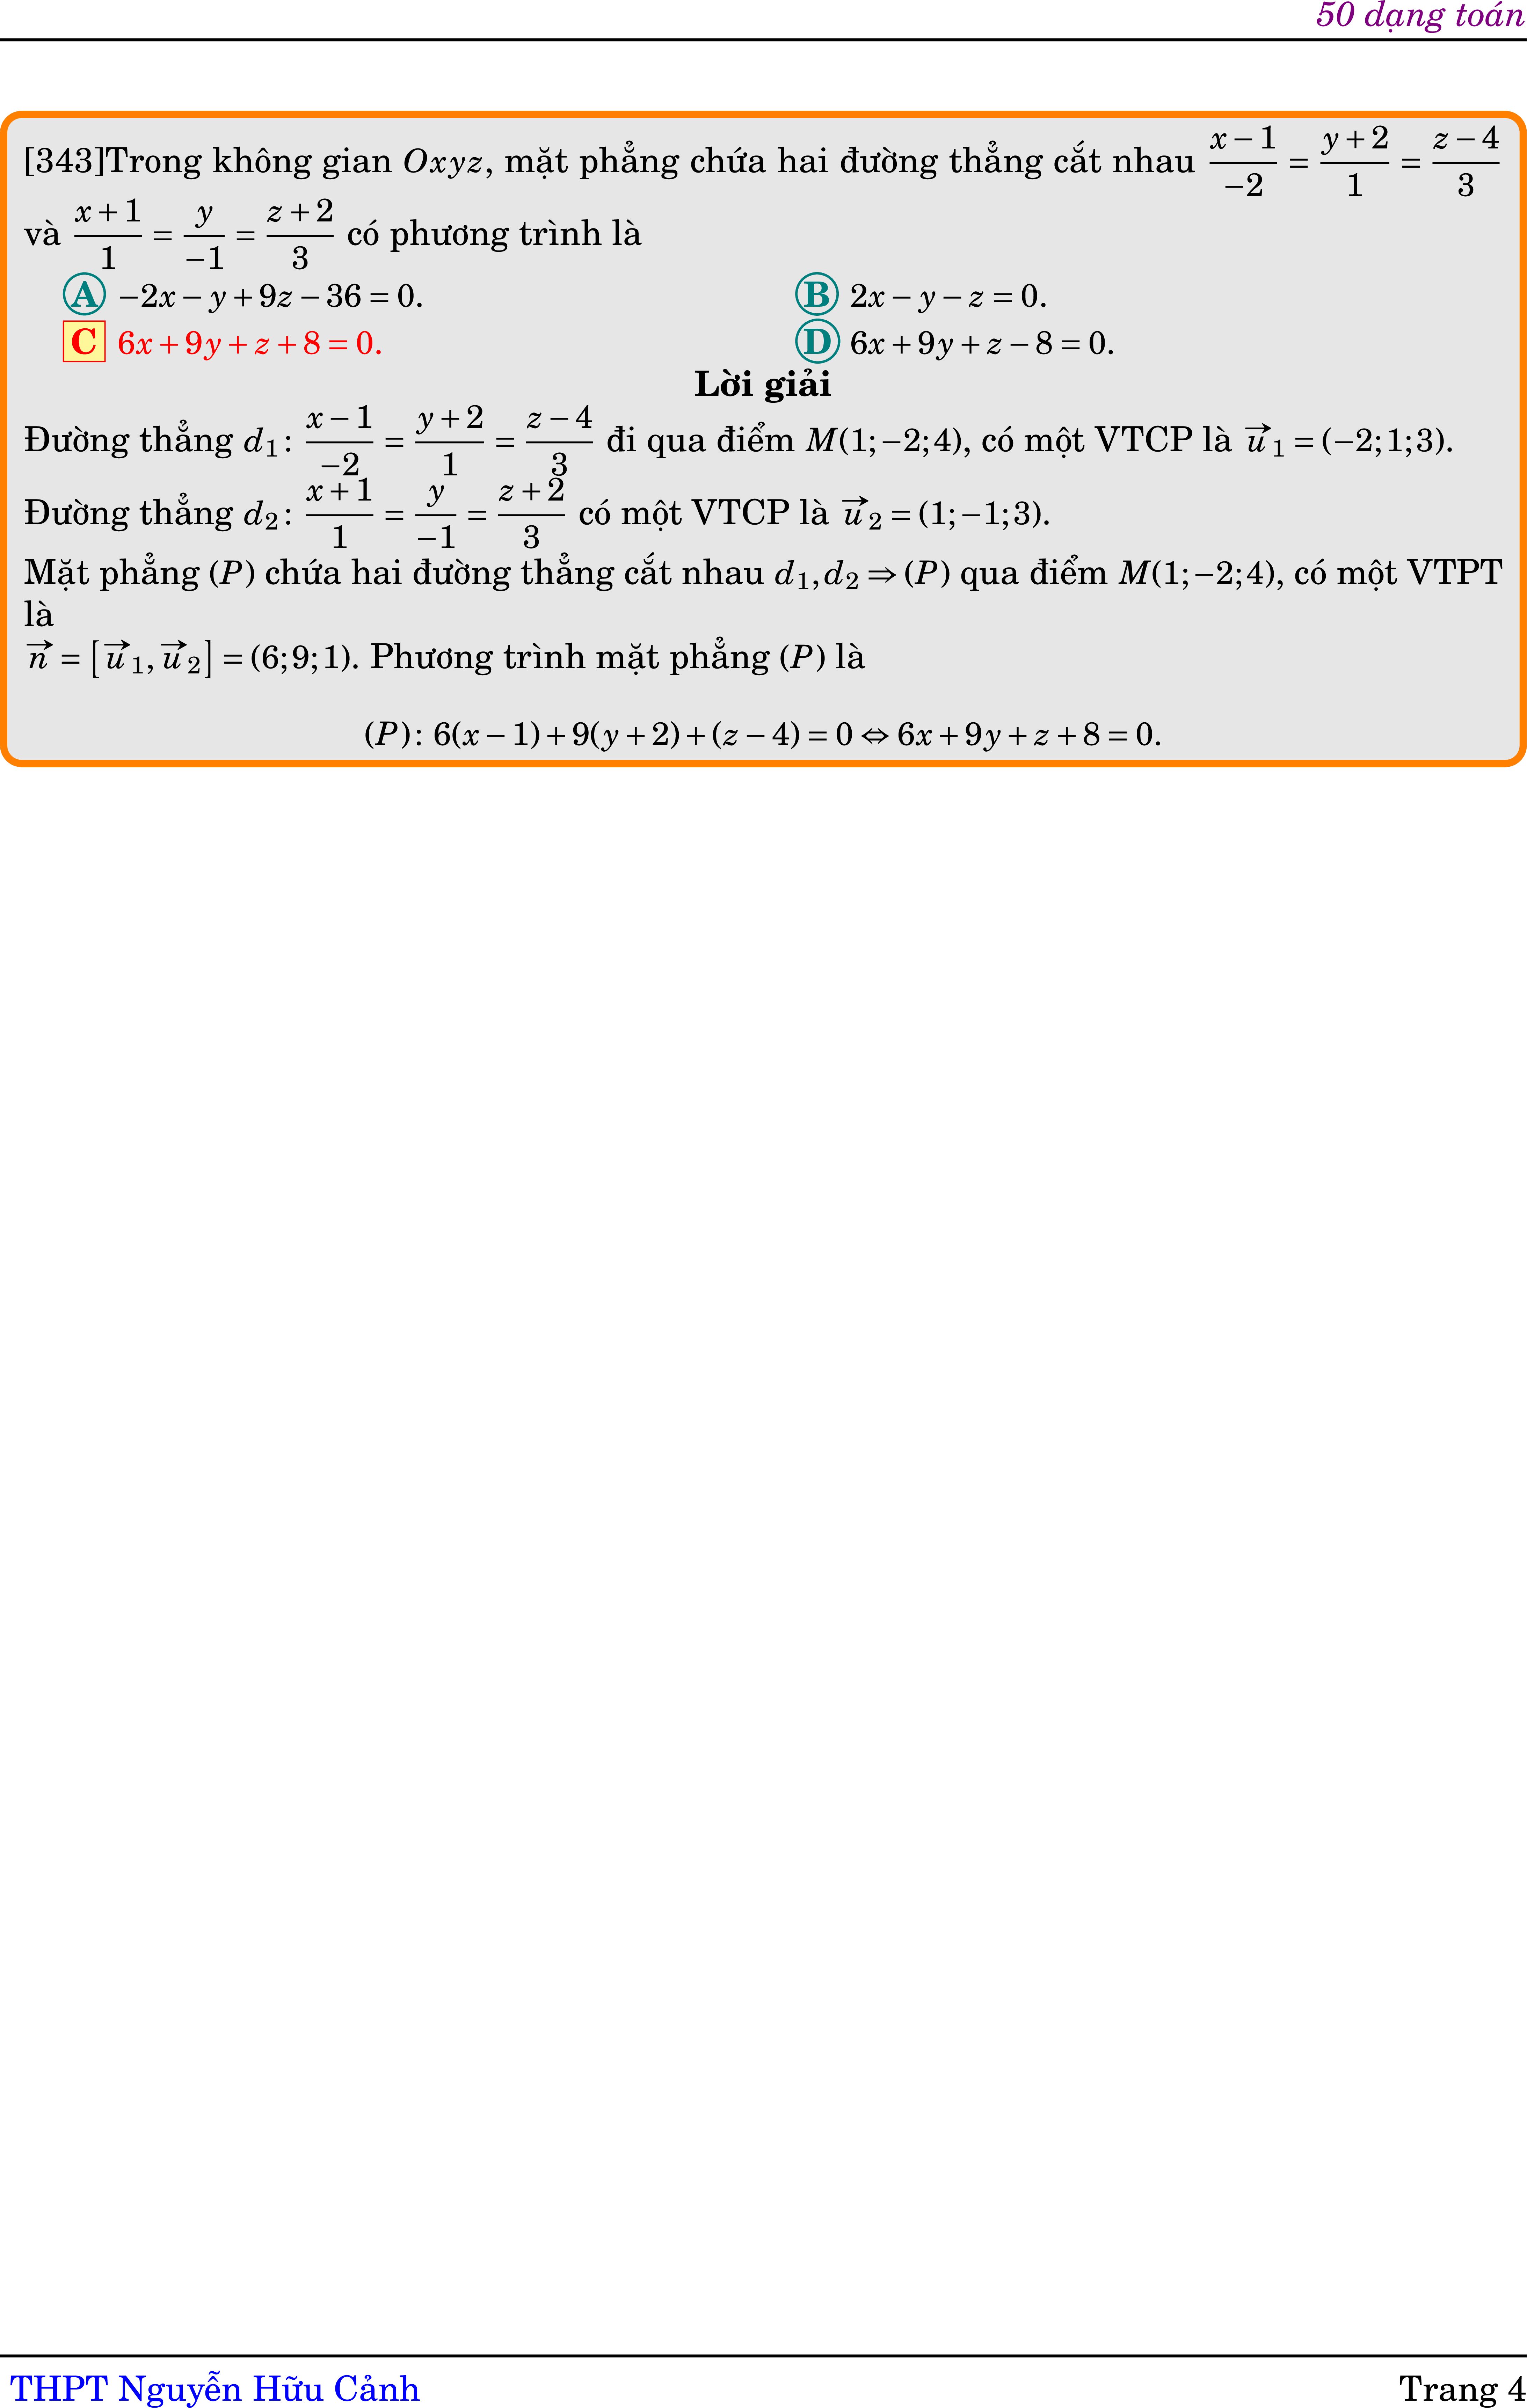 50 dạng toán
[343]Trong không gian Oxyz, mặt phẳng chứa hai đường thẳng cắt nhau \frac{x-1}{-2} = \frac{y+2}{1} = \frac{z-4}{3}
và \frac{x+1}{1} = \frac{y}{-1} = \frac{z+2}{3} có phương trình là
A −2x − y + 9z − 36 = 0. B 2x − y − z = 0.
C 6x + 9y + z + 8 = 0. D 6x + 9y + z − 8 = 0.
Lời giải
Đường thẳng d_1: \frac{x-1}{-2} = \frac{y+2}{1} = \frac{z-4}{3} đi qua điểm M(1;−2;4), có một VTCP là \vec{u}_1 = (−2;1;3).
Đường thẳng d_2: \frac{x+1}{1} = \frac{y}{-1} = \frac{z+2}{3} có một VTCP là \vec{u}_2 = (1;−1;3).
Mặt phẳng (P) chứa hai đường thẳng cắt nhau d_1, d_2 ⇒ (P) qua điểm M(1;−2;4), có một VTPT
là
\vec{n} = [\vec{u}_1, \vec{u}_2] = (6;9;1). Phương trình mặt phẳng (P) là
(P): 6(x − 1) + 9(y + 2) + (z − 4) = 0 ⇔ 6x + 9y + z + 8 = 0.
THPT Nguyễn Hữu Cảnh Trang 4